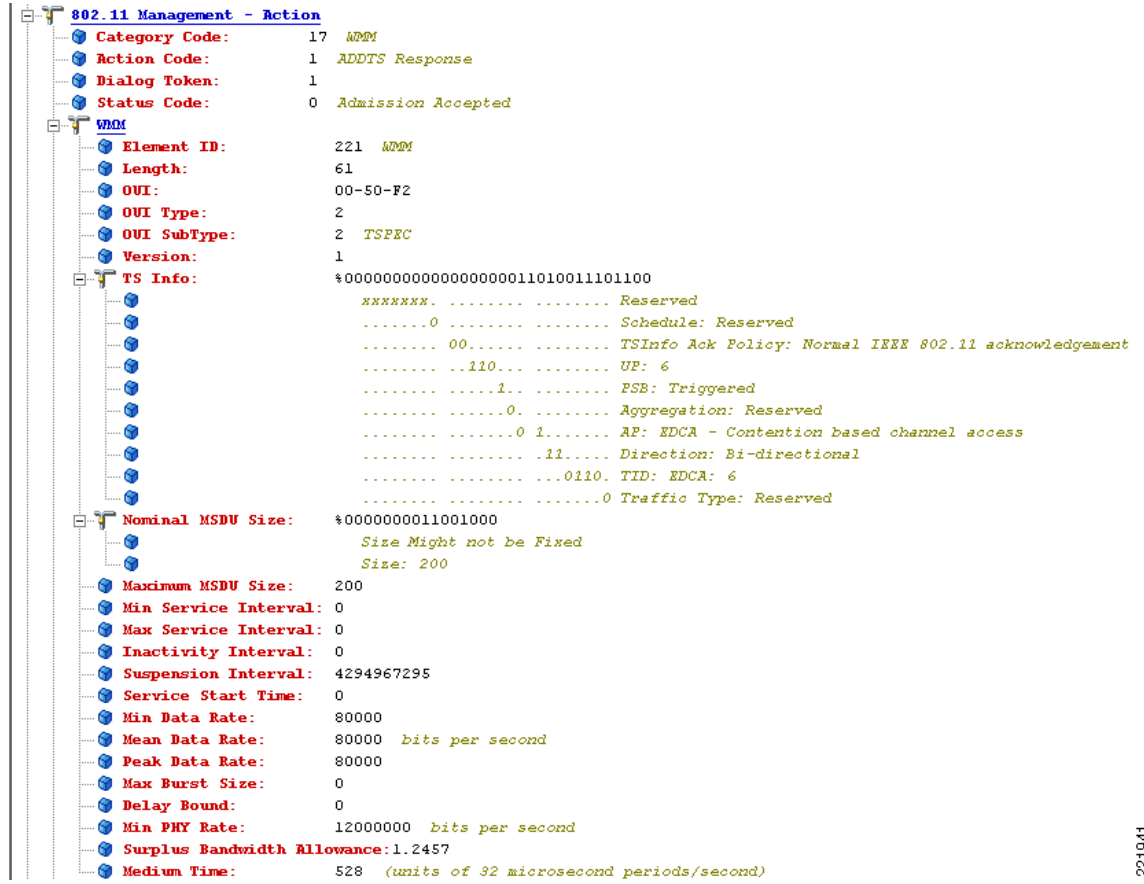 802.11 Management - Action
Category Code: 17 WMM
Action Code: 1 ADDTS Response
Dialog Token: 1
Status Code: 0 Admission Accepted
WMM
Element ID: 221 WMM
Length: 61
OUI: 00-50-F2
OUI Type: 2
OUI SubType: 2 TSPEC
Version: 1
TS Info: %000000000000000000011010011101100
xxxxxxx. ........ ........ Reserved
.......0 ........ ........ Schedule: Reserved
........ 00...... ........ TSInfo Ack Policy: Normal IEEE 802.11 acknowledgement
........ ..110... ........ UP: 6
........ .....1.. ........ PSB: Triggered
........ ......0. ........ Aggregation: Reserved
........ .......0 1....... AP: EDCA - Contention based channel access
........ ........ .11..... Direction: Bi-directional
........ ........ ...0110. TID: EDCA: 6
........ ........ .......0 Traffic Type: Reserved
Nominal MSDU Size: %0000000011001000
Size Might not be Fixed
Size: 200
Maximum MSDU Size: 200
Min Service Interval: 0
Max Service Interval: 0
Inactivity Interval: 0
Suspension Interval: 4294967295
Service Start Time: 0
Min Data Rate: 80000
Mean Data Rate: 80000 bits per second
Peak Data Rate: 80000
Max Burst Size: 0
Delay Bound: 0
Min PHY Rate: 12000000 bits per second
Surplus Bandwidth Allowance:1.2457
Medium Time: 528 (units of 32 microsecond periods/second)
221941